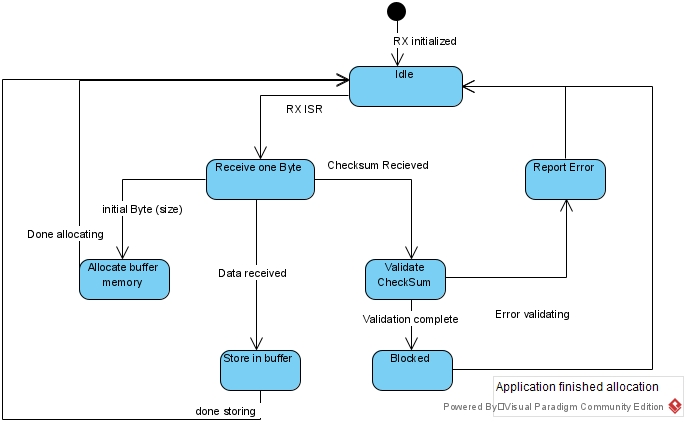 RX initialized
Idle
RX ISR
Receive one Byte
Checksum Recieved
Report Error
initial Byte (size)
Done allocating
Allocate buffer
memory
Data received
Validate
CheckSum
Validation complete
Error validating
Store in buffer
Blocked
Application finished allocation
done storing
Powered By Visual Paradigm Community Edition